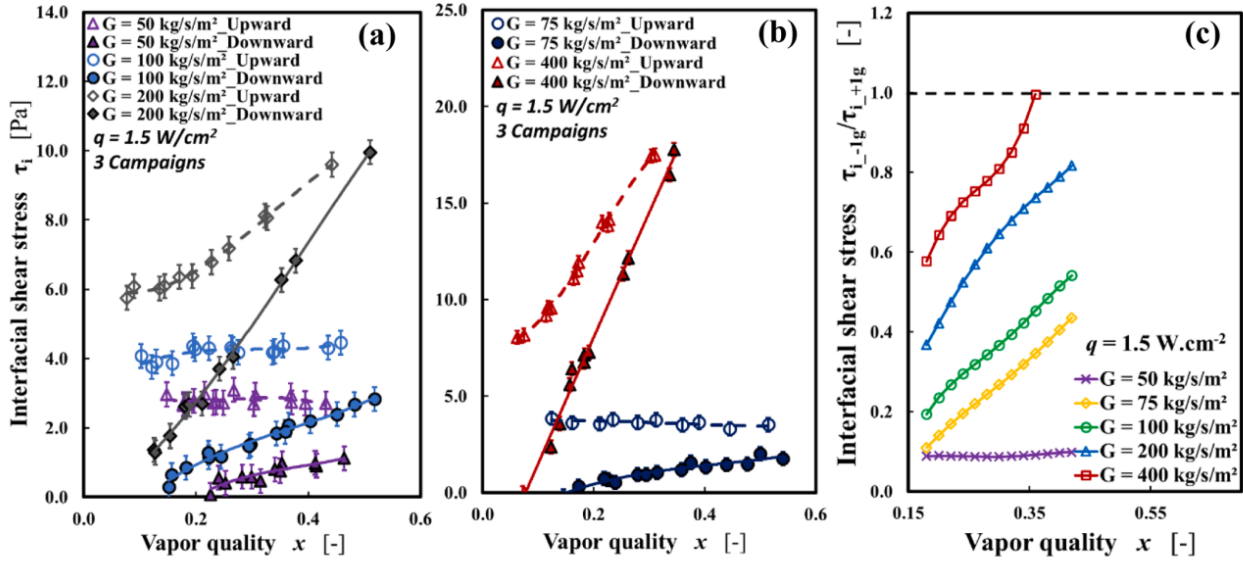 (a)
G = 50 kg/s/m²_Upward
G = 50 kg/s/m²_Downward
G = 100 kg/s/m²_Upward
G = 100 kg/s/m²_Downward
G = 200 kg/s/m²_Upward
G = 200 kg/s/m²_Downward
q = 1.5 W/cm²
3 Campaigns
Interfacial shear stress τi [Pa]
14.0
12.0
10.0
8.0
6.0
4.0
2.0
0.0
0.0
0.2
0.4
0.6
Vapor quality x [-]
(b)
G = 75 kg/s/m²_Upward
G = 75 kg/s/m²_Downward
G = 400 kg/s/m²_Upward
G = 400 kg/s/m²_Downward
q = 1.5 W/cm²
3 Campaigns
25.0
20.0
15.0
10.0
5.0
0.0
0.0
0.2
0.4
0.6
Vapor quality x [-]
(c)
Interfacial shear stress τi_-1g/τi_+1g [-]
1.2
1.0
0.8
0.6
0.4
0.2
0.0
q = 1.5 W.cm-2
G = 50 kg/s/m²
G = 75 kg/s/m²
G = 100 kg/s/m²
G = 200 kg/s/m²
G = 400 kg/s/m²
0.15
0.35
0.55
Vapor quality x [-]